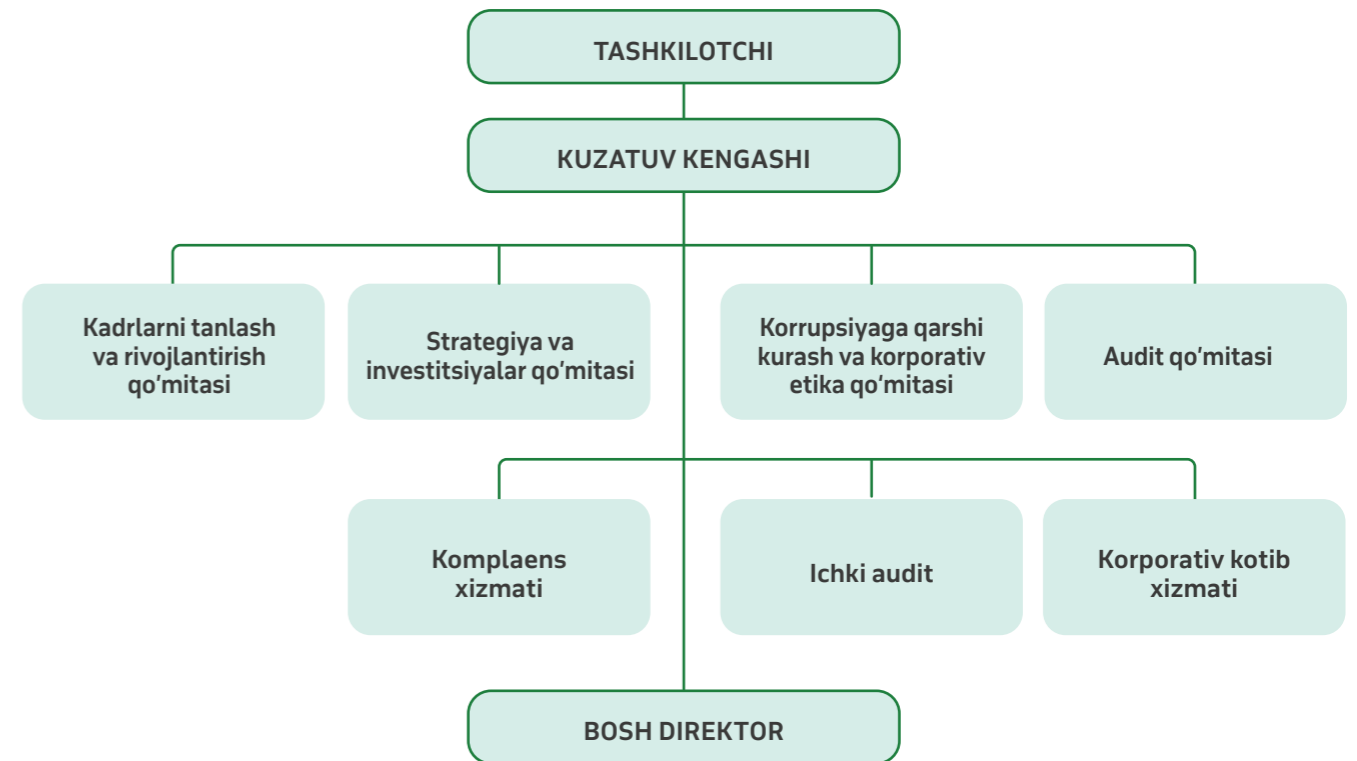 TASHKILOTCHI
KUZATUV KENGASHI
Kadrlarni tanlash
va rivojlantirish
qo'mitasi
Strategiya va
investitsiyalar qo'mitasi
Korrupsiyaga qarshi
kurash va korporativ
etika qo'mitasi
Audit qo'mitasi
Komplaens
xizmati
Ichki audit
Korporativ kotib
xizmati
BOSH DIREKTOR